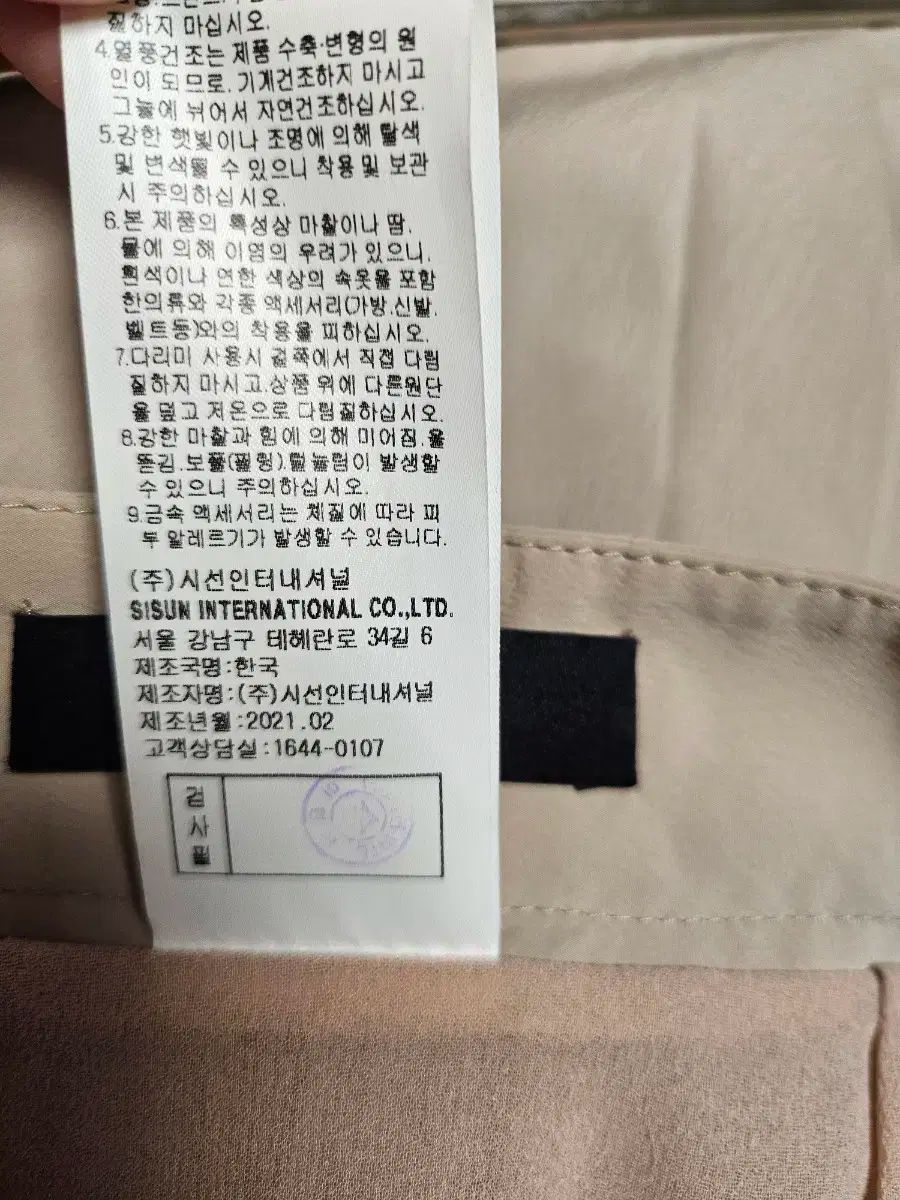 질하지 마십시오.
4.열풍건조는 제품 수축·변형의 원
인이 되므로. 기계건조하지 마시고
그늘에 뉘어서 자연건조하십시오.
5.강한 햇빛이나 조명에 의해 탈색
및 변색될 수 있으니 착용 및 보관
시 주의하십시오.
6.본 제품의 특성상 마찰이나 땀.
물에 의해 이염의 우려가 있으니.
흰색이나 연한 색상의 속옷을 포함
한의류와 각종 액세서리(가방.신발.
벨트등)와의 착용을 피하십시오.
7.다리미 사용시 겉쪽에서 직접 다림
질하지 마시고.상품 위에 다른원단
을 덮고 저온으로 다림질하십시오.
8.강한 마찰과 힘에 의해 미어짐.올
뜯김.보풀(필링).털눌림이 발생할
수 있으니 주의하십시오.
9.금속 액세서리는 체질에 따라 피
부 알레르기가 발생할 수 있습니다.
(주)시선인터내셔널
SISUN INTERNATIONAL CO.,LTD.
서울 강남구 테헤란로 34길 6
제조국명:한국
제조자명:(주)시선인터내셔널
제조년월:2021.02
고객상담실:1644-0107
검
사
필